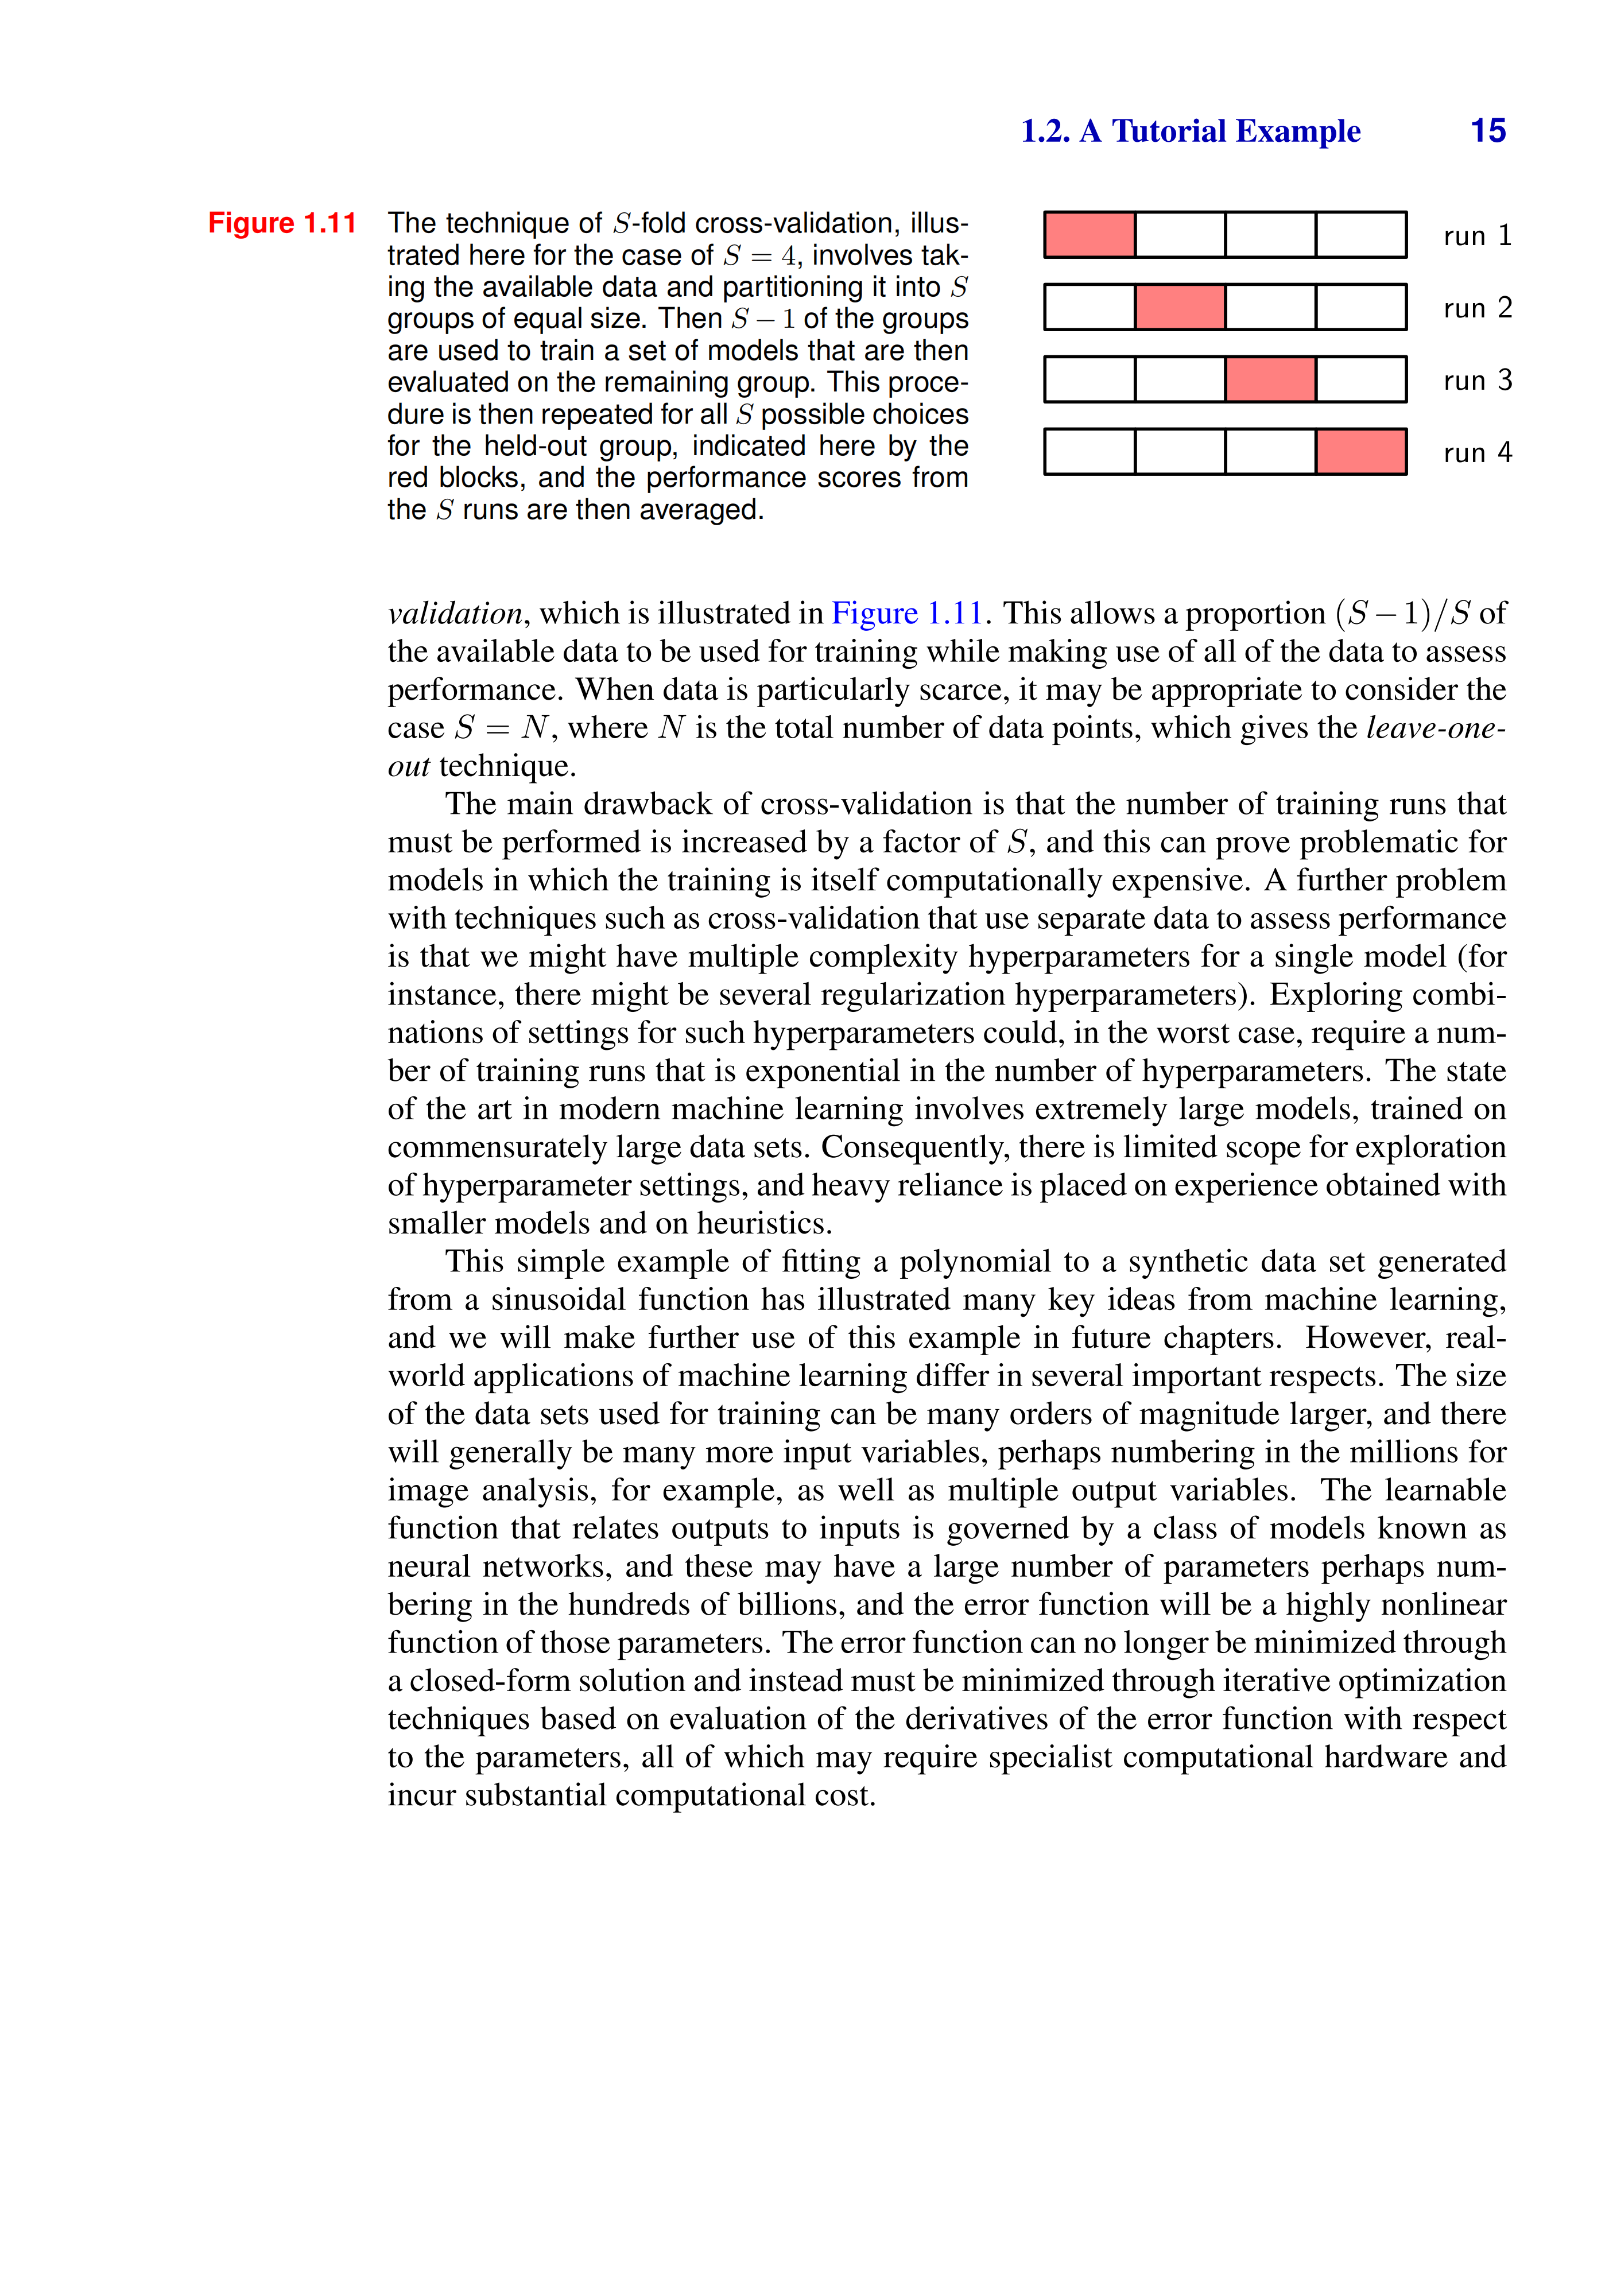 1.2. A Tutorial Example 15
Figure 1.11 The technique of S-fold cross-validation, illus-
trated here for the case of S = 4, involves tak-
ing the available data and partitioning it into S
groups of equal size. Then S − 1 of the groups
are used to train a set of models that are then
evaluated on the remaining group. This proce-
dure is then repeated for all S possible choices
for the held-out group, indicated here by the
red blocks, and the performance scores from
the S runs are then averaged.
run 1
run 2
run 3
run 4
validation, which is illustrated in Figure 1.11. This allows a proportion (S − 1)/S of
the available data to be used for training while making use of all of the data to assess
performance. When data is particularly scarce, it may be appropriate to consider the
case S = N, where N is the total number of data points, which gives the leave-one-
out technique.
The main drawback of cross-validation is that the number of training runs that
must be performed is increased by a factor of S, and this can prove problematic for
models in which the training is itself computationally expensive. A further problem
with techniques such as cross-validation that use separate data to assess performance
is that we might have multiple complexity hyperparameters for a single model (for
instance, there might be several regularization hyperparameters). Exploring combi-
nations of settings for such hyperparameters could, in the worst case, require a num-
ber of training runs that is exponential in the number of hyperparameters. The state
of the art in modern machine learning involves extremely large models, trained on
commensurately large data sets. Consequently, there is limited scope for exploration
of hyperparameter settings, and heavy reliance is placed on experience obtained with
smaller models and on heuristics.
This simple example of fitting a polynomial to a synthetic data set generated
from a sinusoidal function has illustrated many key ideas from machine learning,
and we will make further use of this example in future chapters. However, real-
world applications of machine learning differ in several important respects. The size
of the data sets used for training can be many orders of magnitude larger, and there
will generally be many more input variables, perhaps numbering in the millions for
image analysis, for example, as well as multiple output variables. The learnable
function that relates outputs to inputs is governed by a class of models known as
neural networks, and these may have a large number of parameters perhaps num-
bering in the hundreds of billions, and the error function will be a highly nonlinear
function of those parameters. The error function can no longer be minimized through
a closed-form solution and instead must be minimized through iterative optimization
techniques based on evaluation of the derivatives of the error function with respect
to the parameters, all of which may require specialist computational hardware and
incur substantial computational cost.